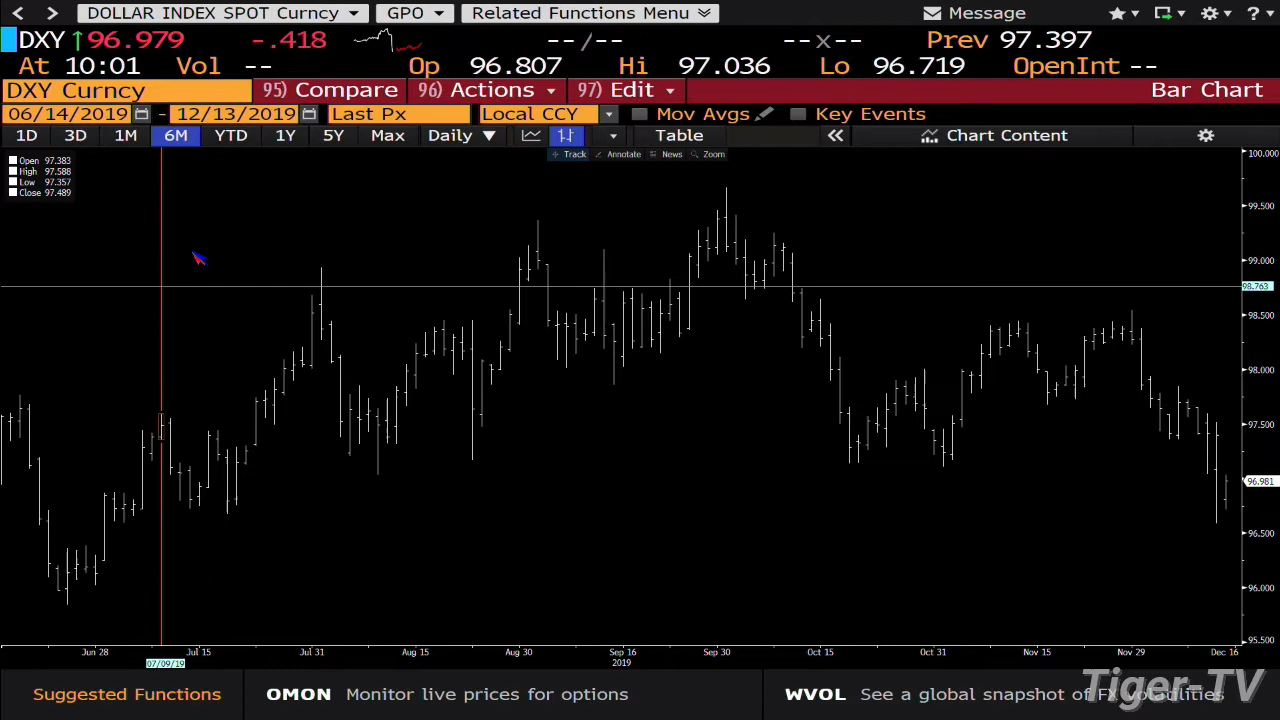 DOLLAR INDEX SPOT Curncy GPO Related Functions Menu Message
DXY ↑96.979 -.418 --/-- --x-- Prev 97.397
At 10:01 Vol -- Op 96.807 Hi 97.036 Lo 96.719 OpenInt --
DXY Curncy 95) Compare 96) Actions 97) Edit Bar Chart
06/14/2019 - 12/13/2019 Last Px Local CCY Mov Avgs Key Events
1D 3D 1M 6M YTD 1Y 5Y Max Daily ▼ Table « Chart Content
Track Annotate News Zoom
Open 97.383
High 97.588
Low 97.357
Close 97.489
100.000
99.500
99.000
98.763
98.500
98.000
97.500
96.981
96.500
96.000
95.500
Jun 28 Jul 15 Jul 31 Aug 15 Aug 30 Sep 16 Sep 30 Oct 15 Oct 31 Nov 15 Nov 29 Dec 16
07/09/19 2019
Suggested Functions OMON Monitor live prices for options WVOL See a global snapshot of FX Volatilities
Tiger-TV